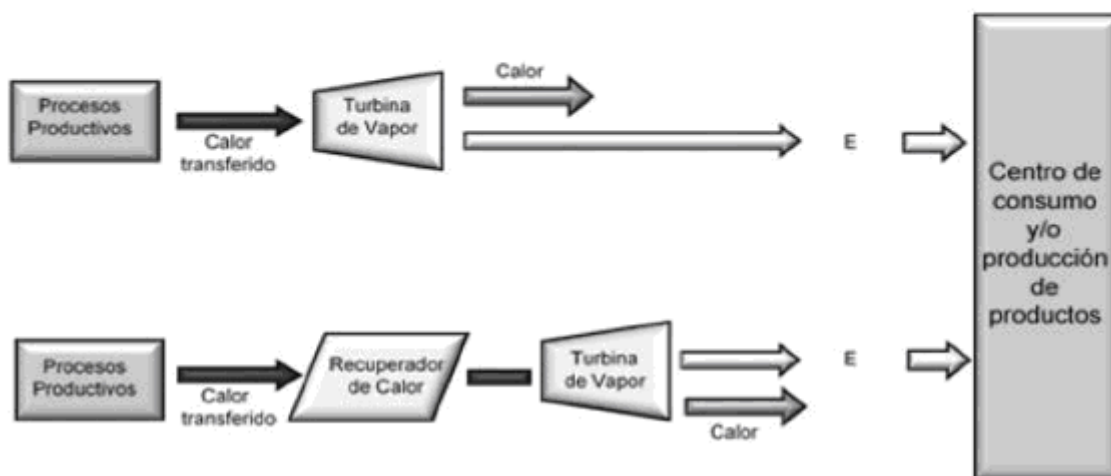 Procesos
Productivos
Calor
transferido
Turbina
de Vapor
Calor
E
Procesos
Productivos
Calor
transferido
Recuperador
de Calor
Turbina
de Vapor
E
Calor
Centro de
consumo
y/o
producción
de
productos